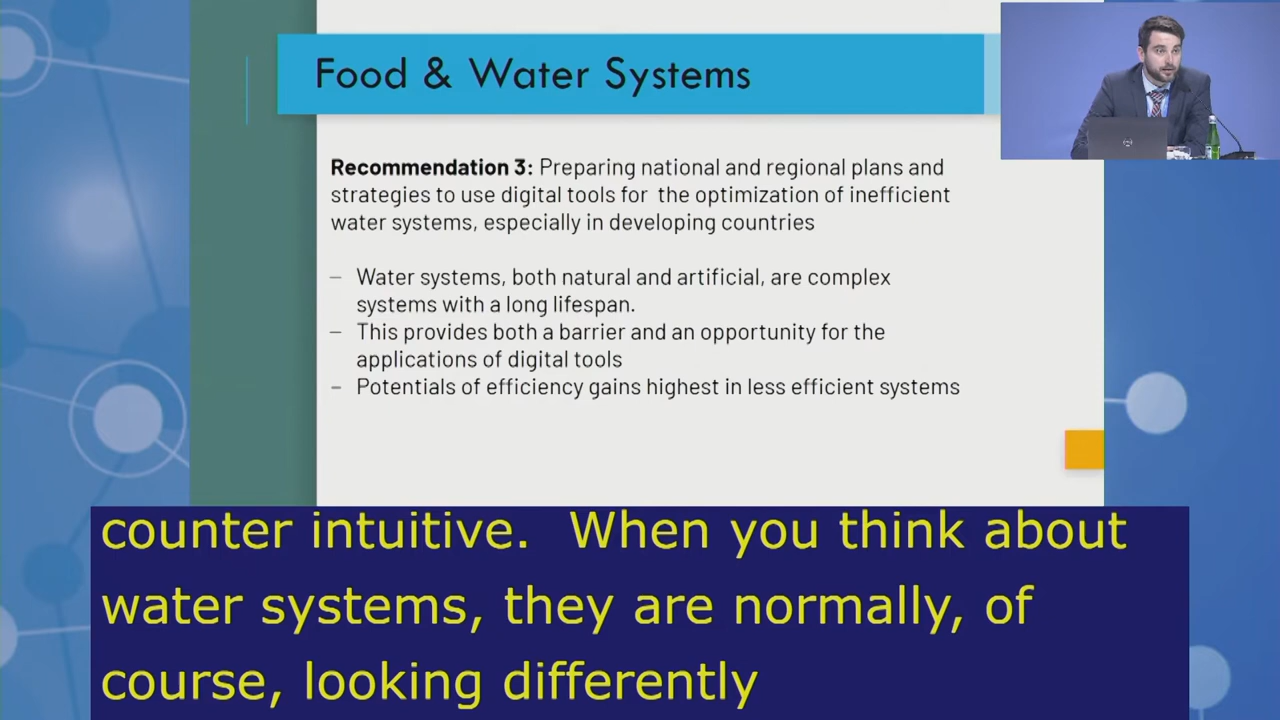 Food & Water Systems
Recommendation 3: Preparing national and regional plans and
strategies to use digital tools for the optimization of inefficient
water systems, especially in developing countries
– Water systems, both natural and artificial, are complex
systems with a long lifespan.
– This provides both a barrier and an opportunity for the
applications of digital tools
– Potentials of efficiency gains highest in less efficient systems
counter intuitive. When you think about
water systems, they are normally, of
course, looking differently